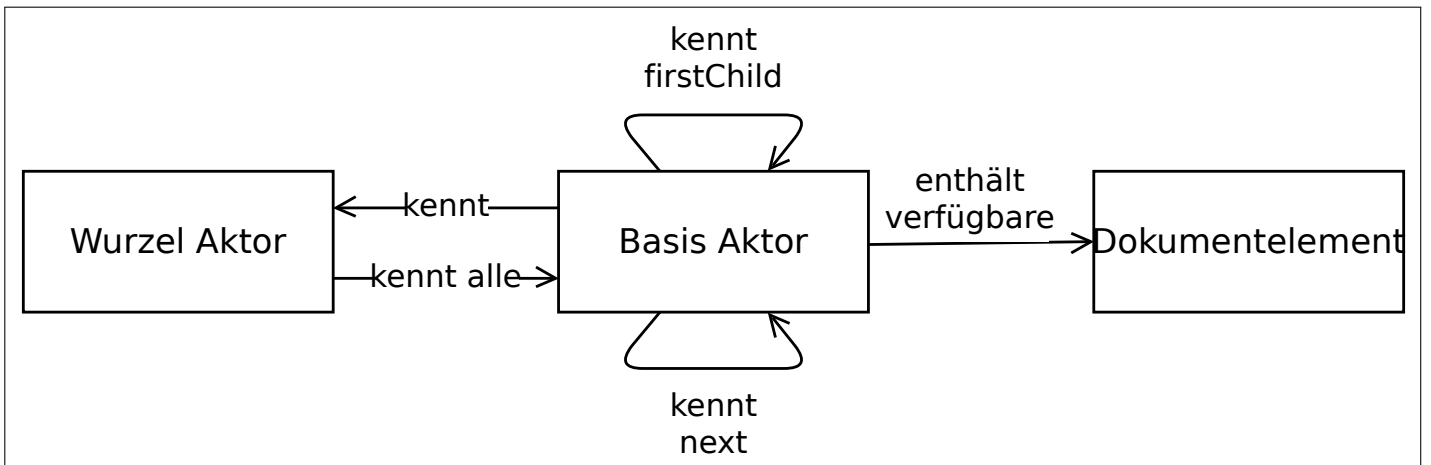 kennt
firstChild
Wurzel Aktor
kennt
kennt alle
Basis Aktor
enthält
verfügbare
Dokumentelement
kennt
next